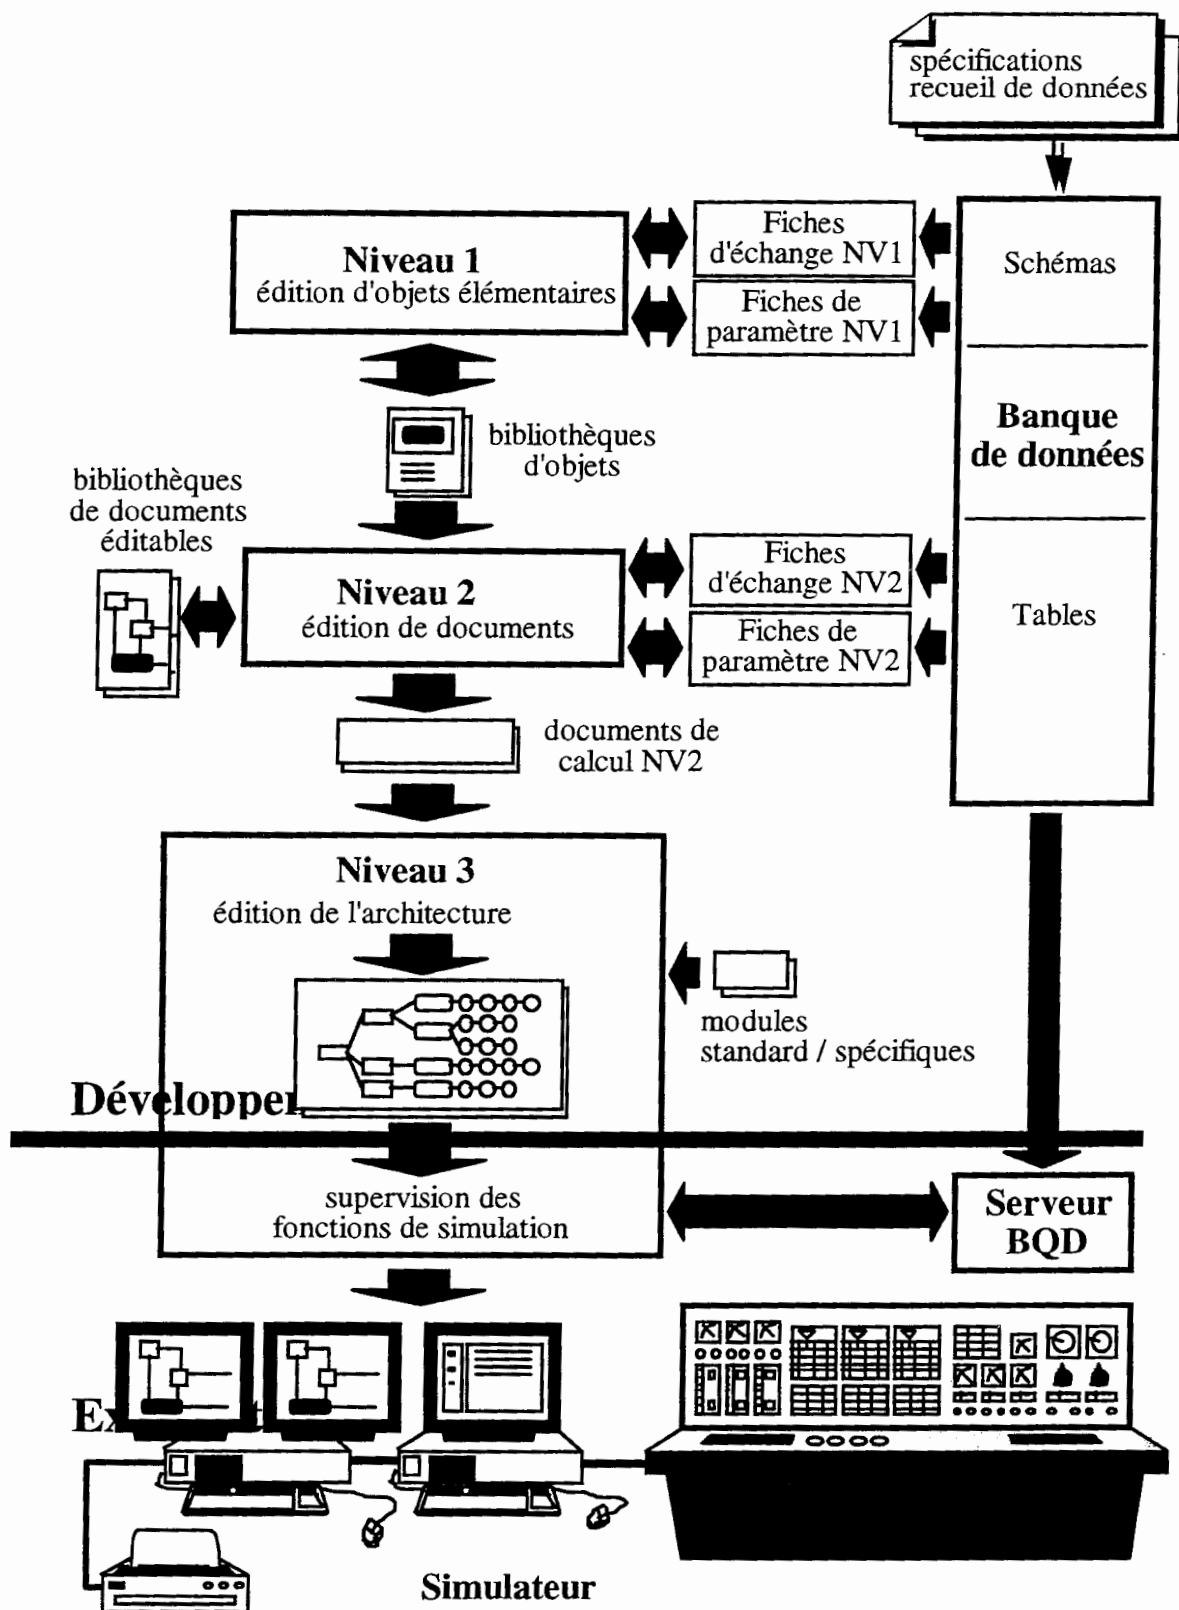 spécifications
recueil de données
Niveau 1
édition d'objets élémentaires
Fiches
d'échange NV1
Fiches de
paramètre NV1
Schémas
Banque
de données
Tables
bibliothèques
d'objets
bibliothèques
de documents
éditables
Niveau 2
édition de documents
Fiches
d'échange NV2
Fiches de
paramètre NV2
documents de
calcul NV2
Niveau 3
édition de l'architecture
modules
standard / spécifiques
Développer
supervision des
fonctions de simulation
Serveur
BQD
Simulateur